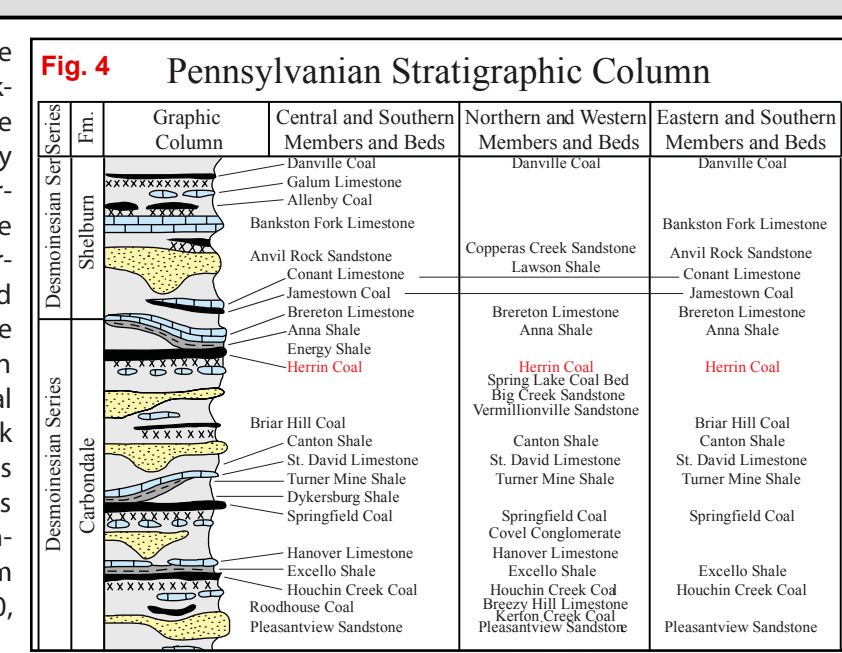 e
k-
e
y
r-
e
r-
d
e
n
al
k
s
s
n-
m
0,
Fig. 4
Pennsylvanian Stratigraphic Column
Series
Fm.
Graphic
Column
Central and Southern
Members and Beds
Northern and Western
Members and Beds
Eastern and Southern
Members and Beds
Desmoinesian Series
Shelburn
Desmoinesian Series
Carbondale
Danville Coal
Galum Limestone
Allenby Coal
Bankston Fork Limestone
Anvil Rock Sandstone
Conant Limestone
Jamestown Coal
Brereton Limestone
Anna Shale
Energy Shale
Herrin Coal
Briar Hill Coal
Canton Shale
St. David Limestone
Turner Mine Shale
Dykersburg Shale
Springfield Coal
Hanover Limestone
Excello Shale
Houchin Creek Coal
Roodhouse Coal
Pleasantview Sandstone
Danville Coal
Copperas Creek Sandstone
Lawson Shale
Brereton Limestone
Anna Shale
Herrin Coal
Spring Lake Coal Bed
Big Creek Sandstone
Vermillionville Sandstone
Canton Shale
St. David Limestone
Turner Mine Shale
Springfield Coal
Covel Conglomerate
Hanover Limestone
Excello Shale
Houchin Creek Coal
Breezy Hill Limestone
Kerton Creek Coal
Pleasantview Sandstone
Danville Coal
Bankston Fork Limestone
Anvil Rock Sandstone
Conant Limestone
Jamestown Coal
Brereton Limestone
Anna Shale
Herrin Coal
Briar Hill Coal
Canton Shale
St. David Limestone
Turner Mine Shale
Springfield Coal
Excello Shale
Houchin Creek Coal
Pleasantview Sandstone